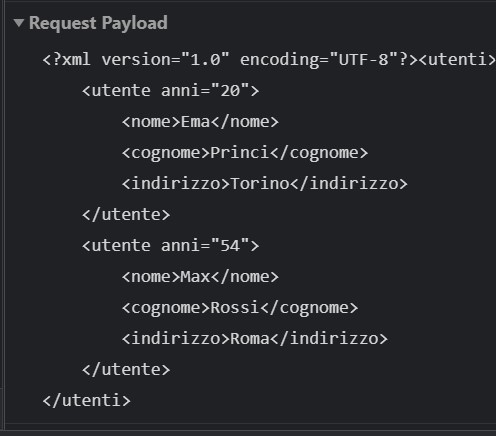 Request Payload
<?xml version="1.0" encoding="UTF-8"?><utenti>
<utente anni="20">
<nome>Ema</nome>
<cognome>Princi</cognome>
<indirizzo>Torino</indirizzo>
</utente>
<utente anni="54">
<nome>Max</nome>
<cognome>Rossi</cognome>
<indirizzo>Roma</indirizzo>
</utente>
</utenti>